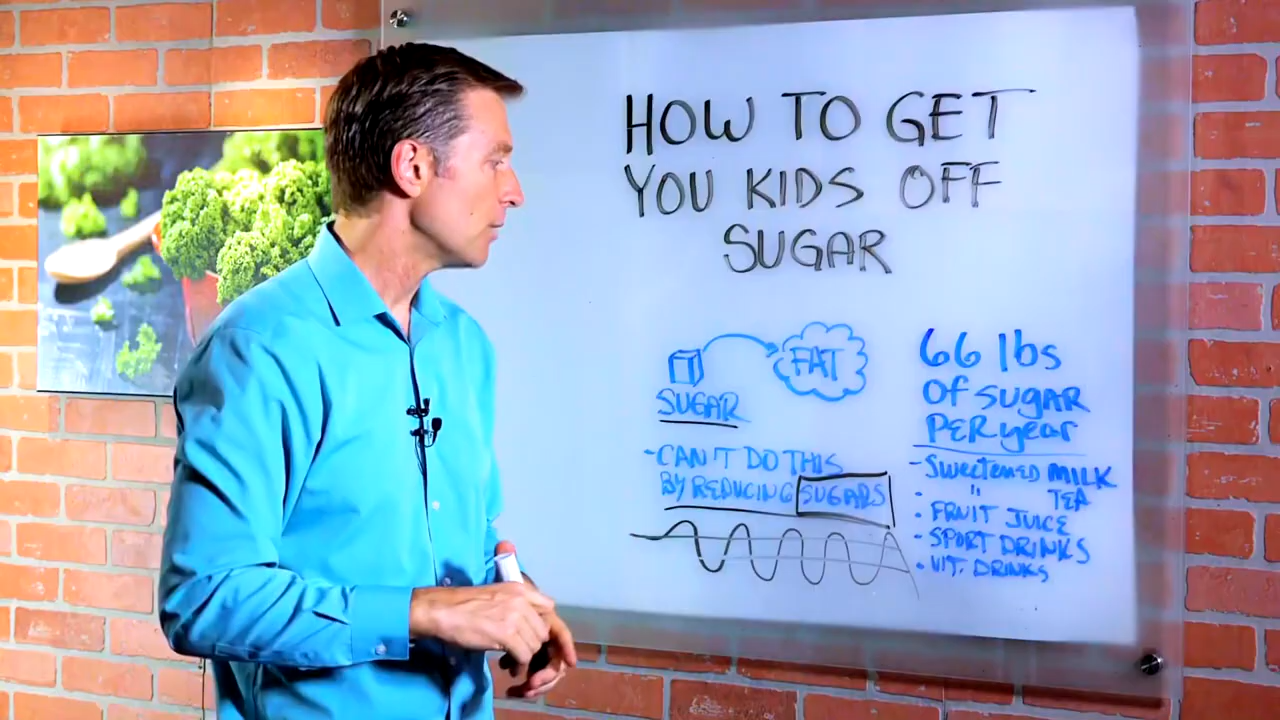 HOW TO GET
YOU KIDS OFF
SUGAR
FAT
SUGAR
-CAN'T DO THIS
BY REDUCING SUGARS
66 lbs
OF SUGAR
PER year
- SWEETENED MILK
· " TEA
· FRUIT JUICE
- SPORT DRINKS
· VIT. DRINKS